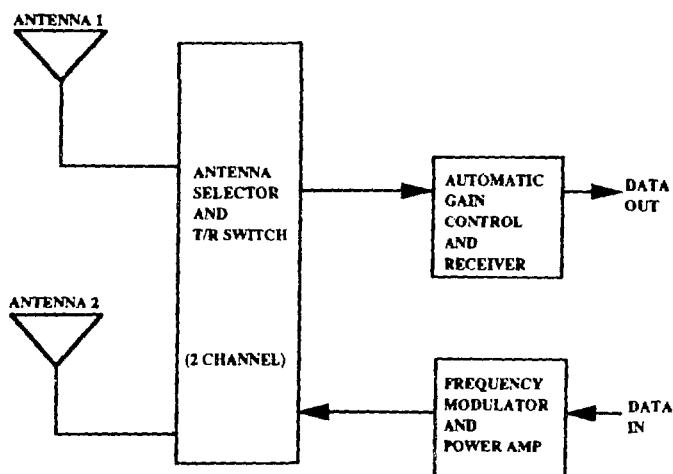 ANTENNA 1
ANTENNA
SELECTOR
AND
T/R SWITCH
(2 CHANNEL)
AUTOMATIC
GAIN
CONTROL
AND
RECEIVER
DATA
OUT
ANTENNA 2
FREQUENCY
MODULATOR
AND
POWER AMP
DATA
IN